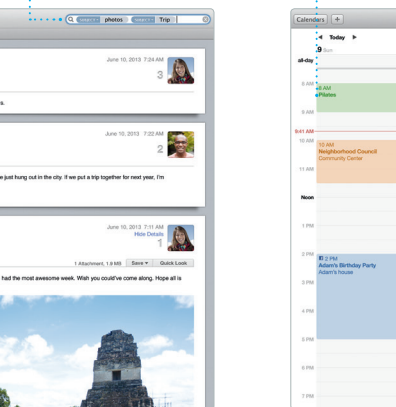 photos
Trip
June 10, 2013 7:24 AM
3
s.
June 10, 2013 7:22 AM
2
e just hung out in the city. If we put a trip together for next year, I'm
June 10, 2013 7:11 AM
Hide Details
1
1 Attachment, 1.9 MB Save Quick Look
had the most awesome week. Wish you could've come along. Hope all is
Calendars +
Today
9 Sun
all-day
8 AM
8 AM
Pilates
9 AM
9:41 AM
10 AM
10 AM
Neighborhood Council
Community Center
11 AM
Noon
1 PM
2 PM
2 PM
Adam's Birthday Party
Adam's house
3 PM
4 PM
5 PM
6 PM
7 PM